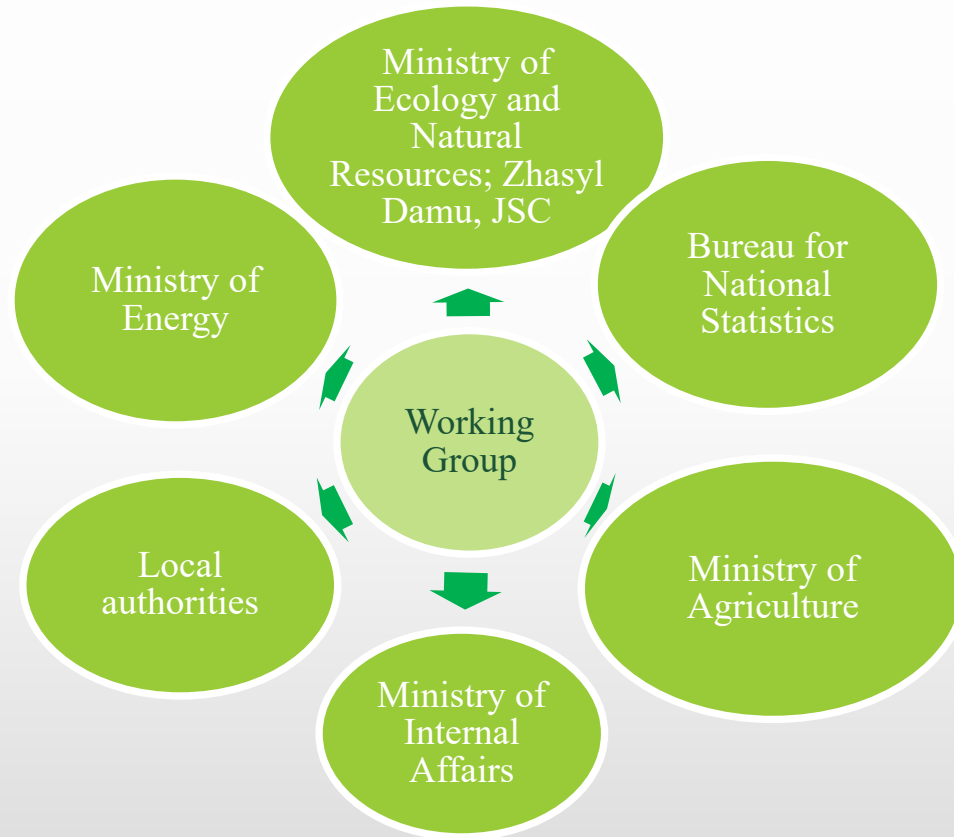 Ministry of
Ecology and
Natural
Resources; Zhasyl
Damu, JSC
Bureau for
National
Statistics
Ministry of
Energy
Working
Group
Ministry of
Agriculture
Local
authorities
Ministry of
Internal
Affairs